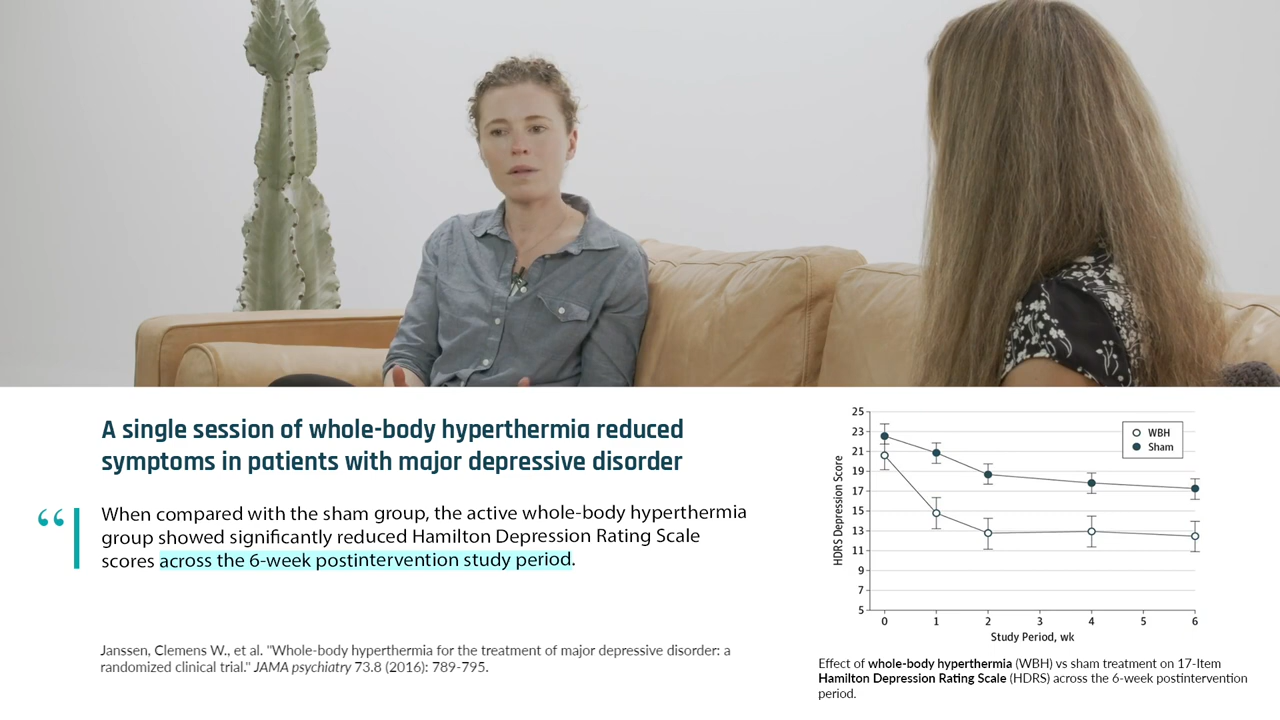 A single session of whole-body hyperthermia reduced
symptoms in patients with major depressive disorder
“
When compared with the sham group, the active whole-body hyperthermia
group showed significantly reduced Hamilton Depression Rating Scale
scores across the 6-week postintervention study period.
Janssen, Clemens W., et al. "Whole-body hyperthermia for the treatment of major depressive disorder: a
randomized clinical trial." JAMA psychiatry 73.8 (2016): 789-795.
HDRS Depression Score
25
23
21
19
17
15
13
11
9
7
5
WBH
Sham
0 1 2 3 4 5 6
Study Period, wk
Effect of whole-body hyperthermia (WBH) vs sham treatment on 17-Item
Hamilton Depression Rating Scale (HDRS) across the 6-week postintervention
period.